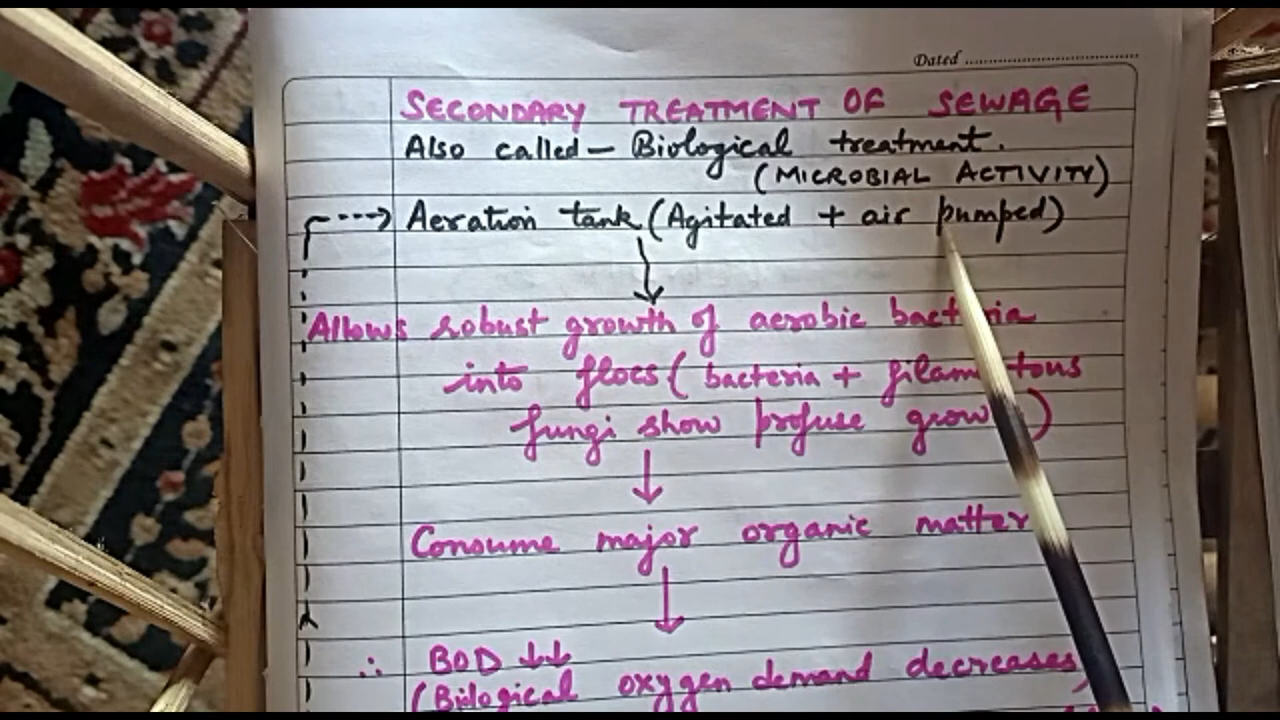 Dated
SECONDARY TREATMENT OF SEWAGE
Also called - Biological treatment.
(MICROBIAL ACTIVITY)
Aeration tank (Agitated + air pumped)
Allows robust growth of aerobic bacteria
into flocs (bacteria + filamentous
fungi show profuse grow )
Consume major organic matter
∴ BOD ↓↓
(Biological oxygen demand decreases)